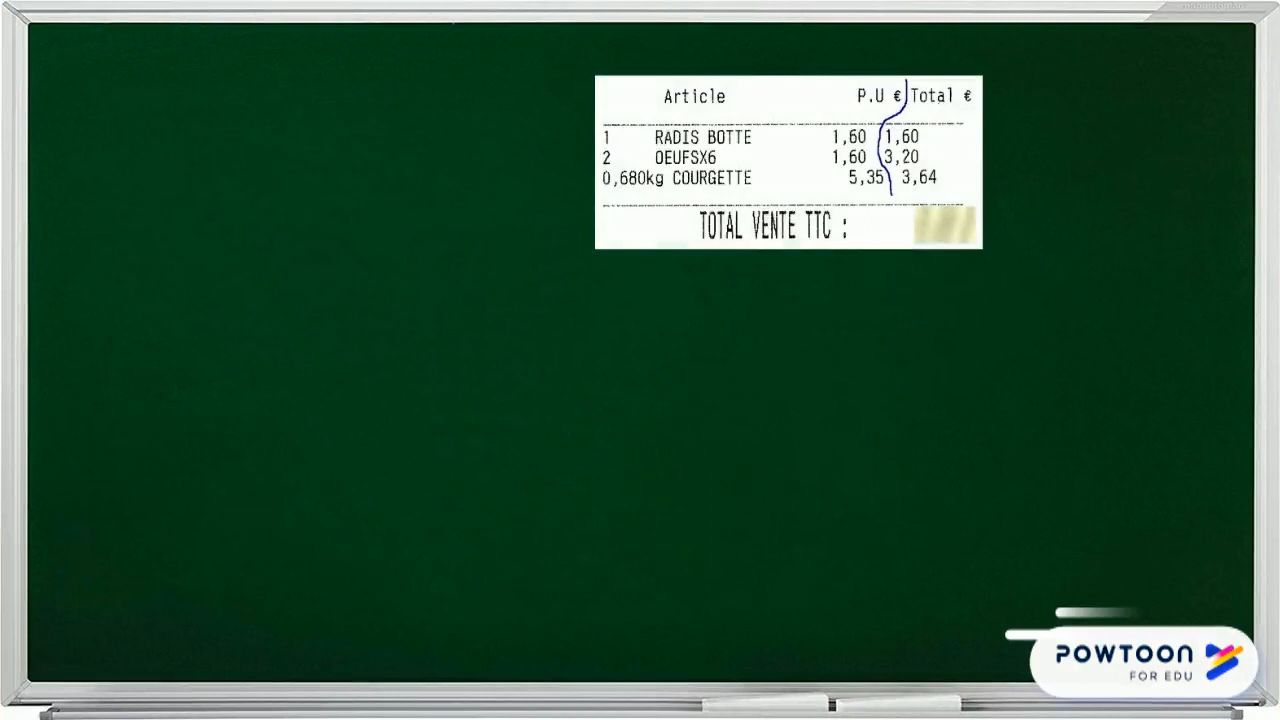 Article P.U € Total €
1 RADIS BOTTE 1,60 1,60
2 OEUFSX6 1,60 3,20
0,680kg COURGETTE 5,35 3,64
TOTAL VENTE TTC :
POWTOON
FOR EDU